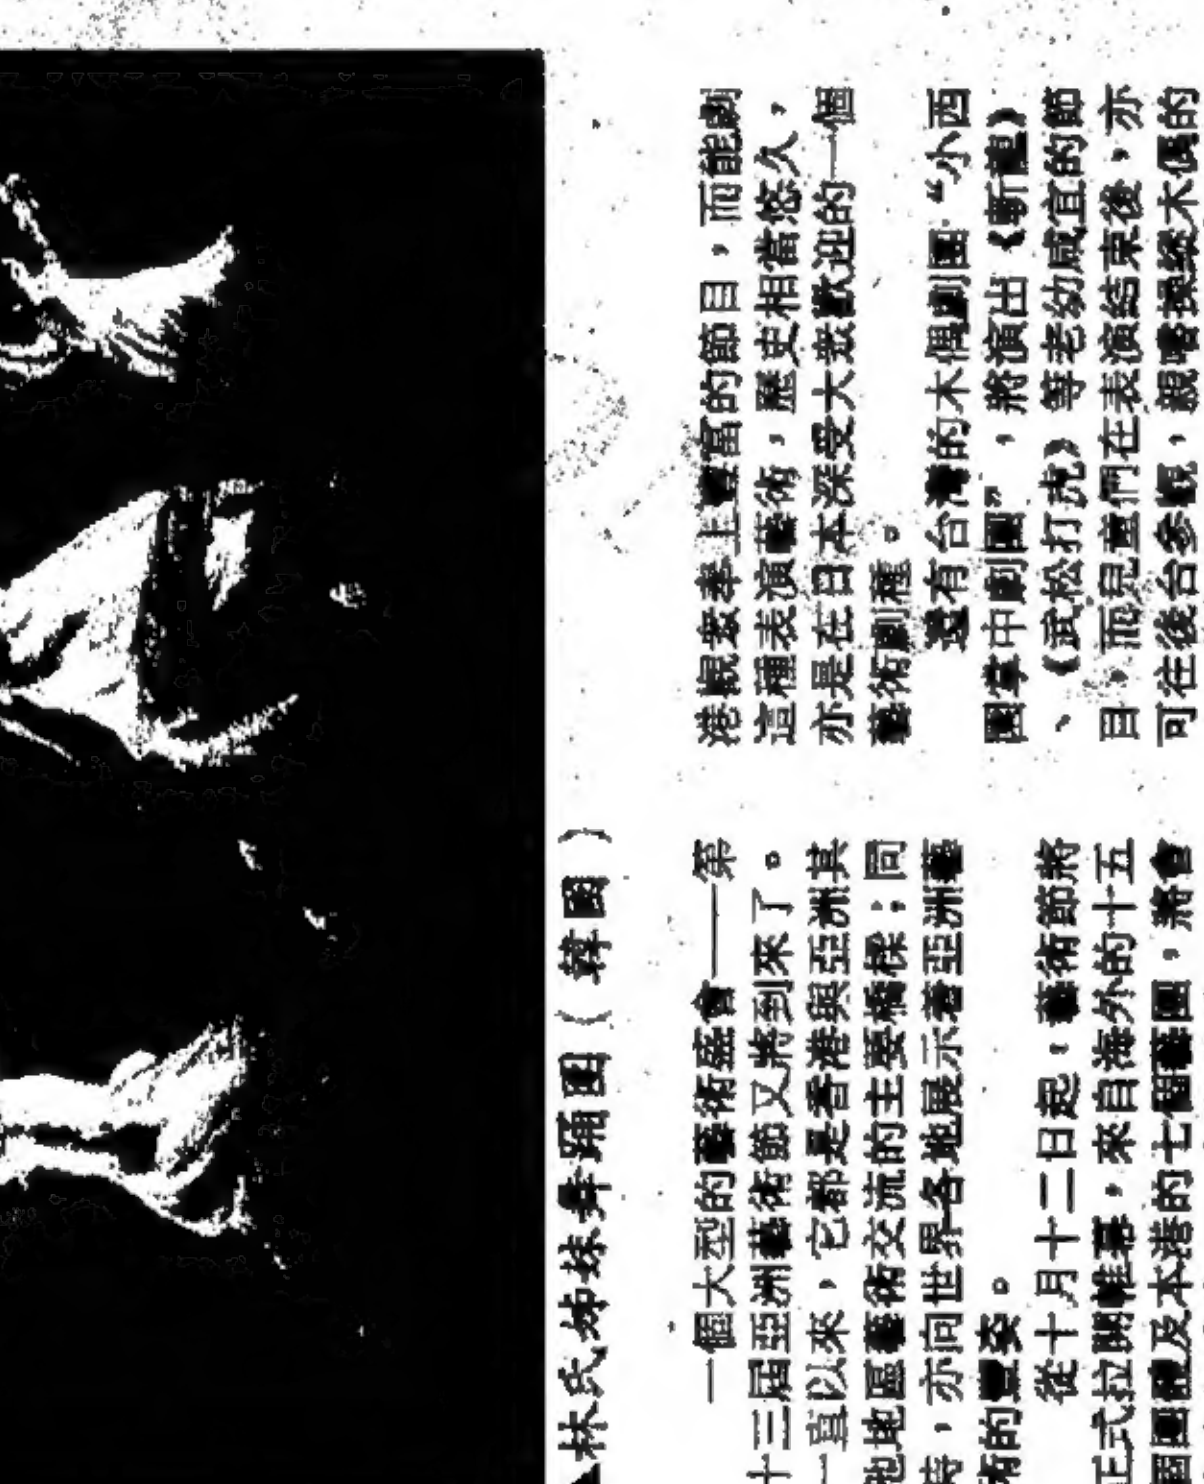 林氏姊妹舞踊團(韓國)
一個大型的藝術盛會——第
十三屆亞洲藝術節又將到來了。
一直以來，它都是香港與亞洲其
他地區藝術交流的主要橋樑；同
時，亦向世界各地展示着亞洲藝
術的豐姿。
從十月十二日起，藝術節將
正式拉開帷幕，來自海外的十五
個團體及本港的七個藝團，將會
港觀衆奉上豐富的節目，而能劇
這種表演藝術，歷史相當悠久，
亦是在日本深受大衆歡迎的一個
藝術劇種。
還有台灣的木偶劇團“小西
園掌中劇團”，將演出《斬龍》
、《武松打虎》等老幼咸宜的節
目，而兒童們在表演結束後，亦
可往後台參觀，親嚐操縱木偶的